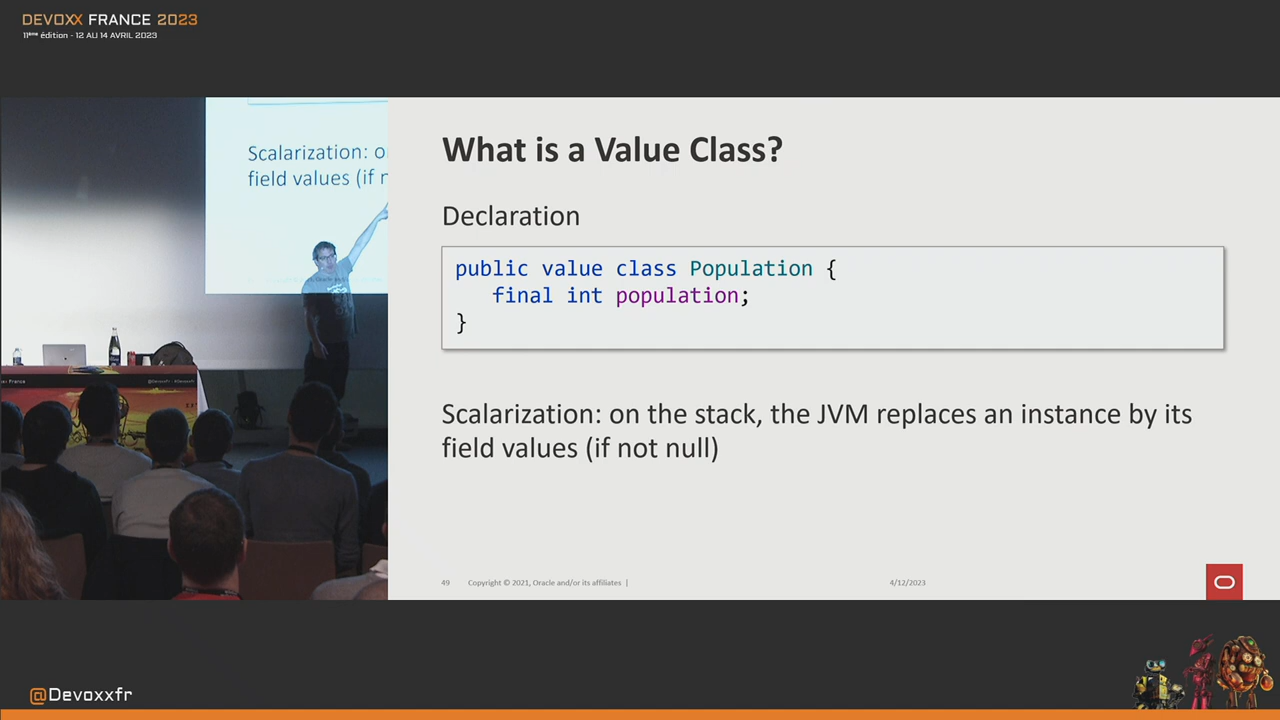 DEVOXX FRANCE 2023
11ème édition - 12 AU 14 AVRIL 2023
Scalarization: o
field values (if n
What is a Value Class?
Declaration
public value class Population {
final int population;
}
Scalarization: on the stack, the JVM replaces an instance by its
field values (if not null)
49 Copyright © 2021, Oracle and/or its affiliates |
4/12/2023
@Devoxxfr